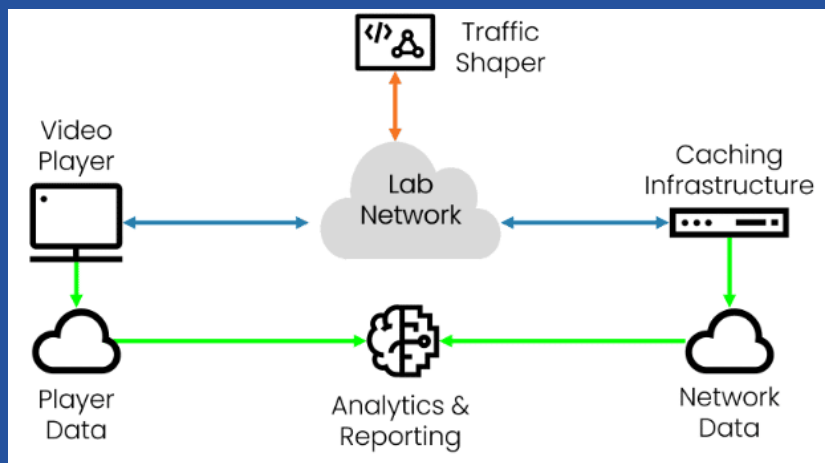 </>
Traffic
Shaper
Video
Player
Lab
Network
Caching
Infrastructure
Player
Data
Analytics &
Reporting
Network
Data